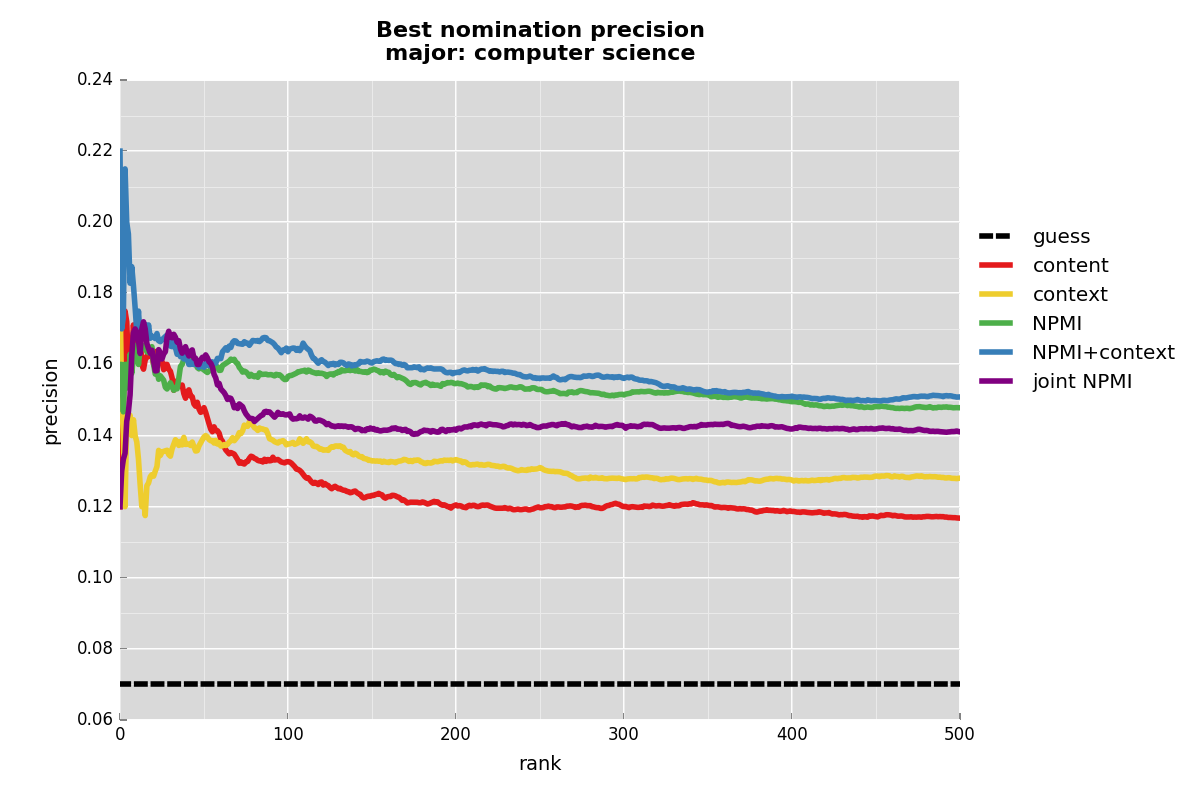 Best nomination precision
major: computer science
precision
0.24
0.22
0.20
0.18
0.16
0.14
0.12
0.10
0.08
0.06
0
100
200
300
400
500
rank
guess
content
context
NPMI
NPMI+context
joint NPMI